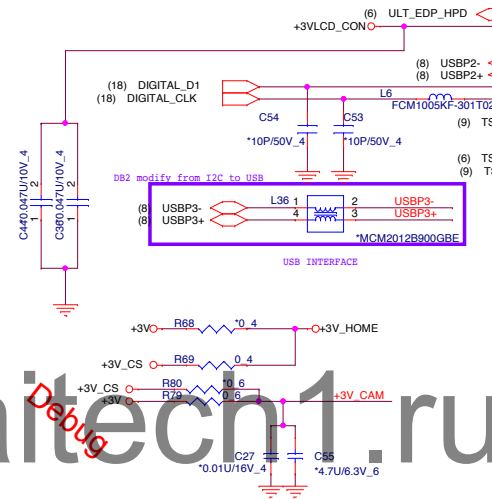 (6) ULT_EDP_HPD
+3VLCD_CON
(8) USBP2-
(8) USBP2+
(18) DIGITAL_D1
(18) DIGITAL_CLK
L6
FCM1005KF-301T02
(9) TS
C54
C53
*10P/50V_4
*10P/50V_4
(6) TS
(9) TS
C440.047U/10V_4
1 2
C380.047U/10V_4
1 2
DB2 modify from I2C to USB
(8) USBP3-
(8) USBP3+
L36
1 2
4 3
USBP3-
USBP3+
*MCM2012B900GBE
USB INTERFACE
+3V
R68
*0_4
+3V_HOME
+3V_CS
R69
0_4
+3V_CS
R80
*0_6
+3V
R79
0_6
+3V_CAM
Debug
aitech1.ru
C27
*0.01U/16V_4
C55
*4.7U/6.3V_6